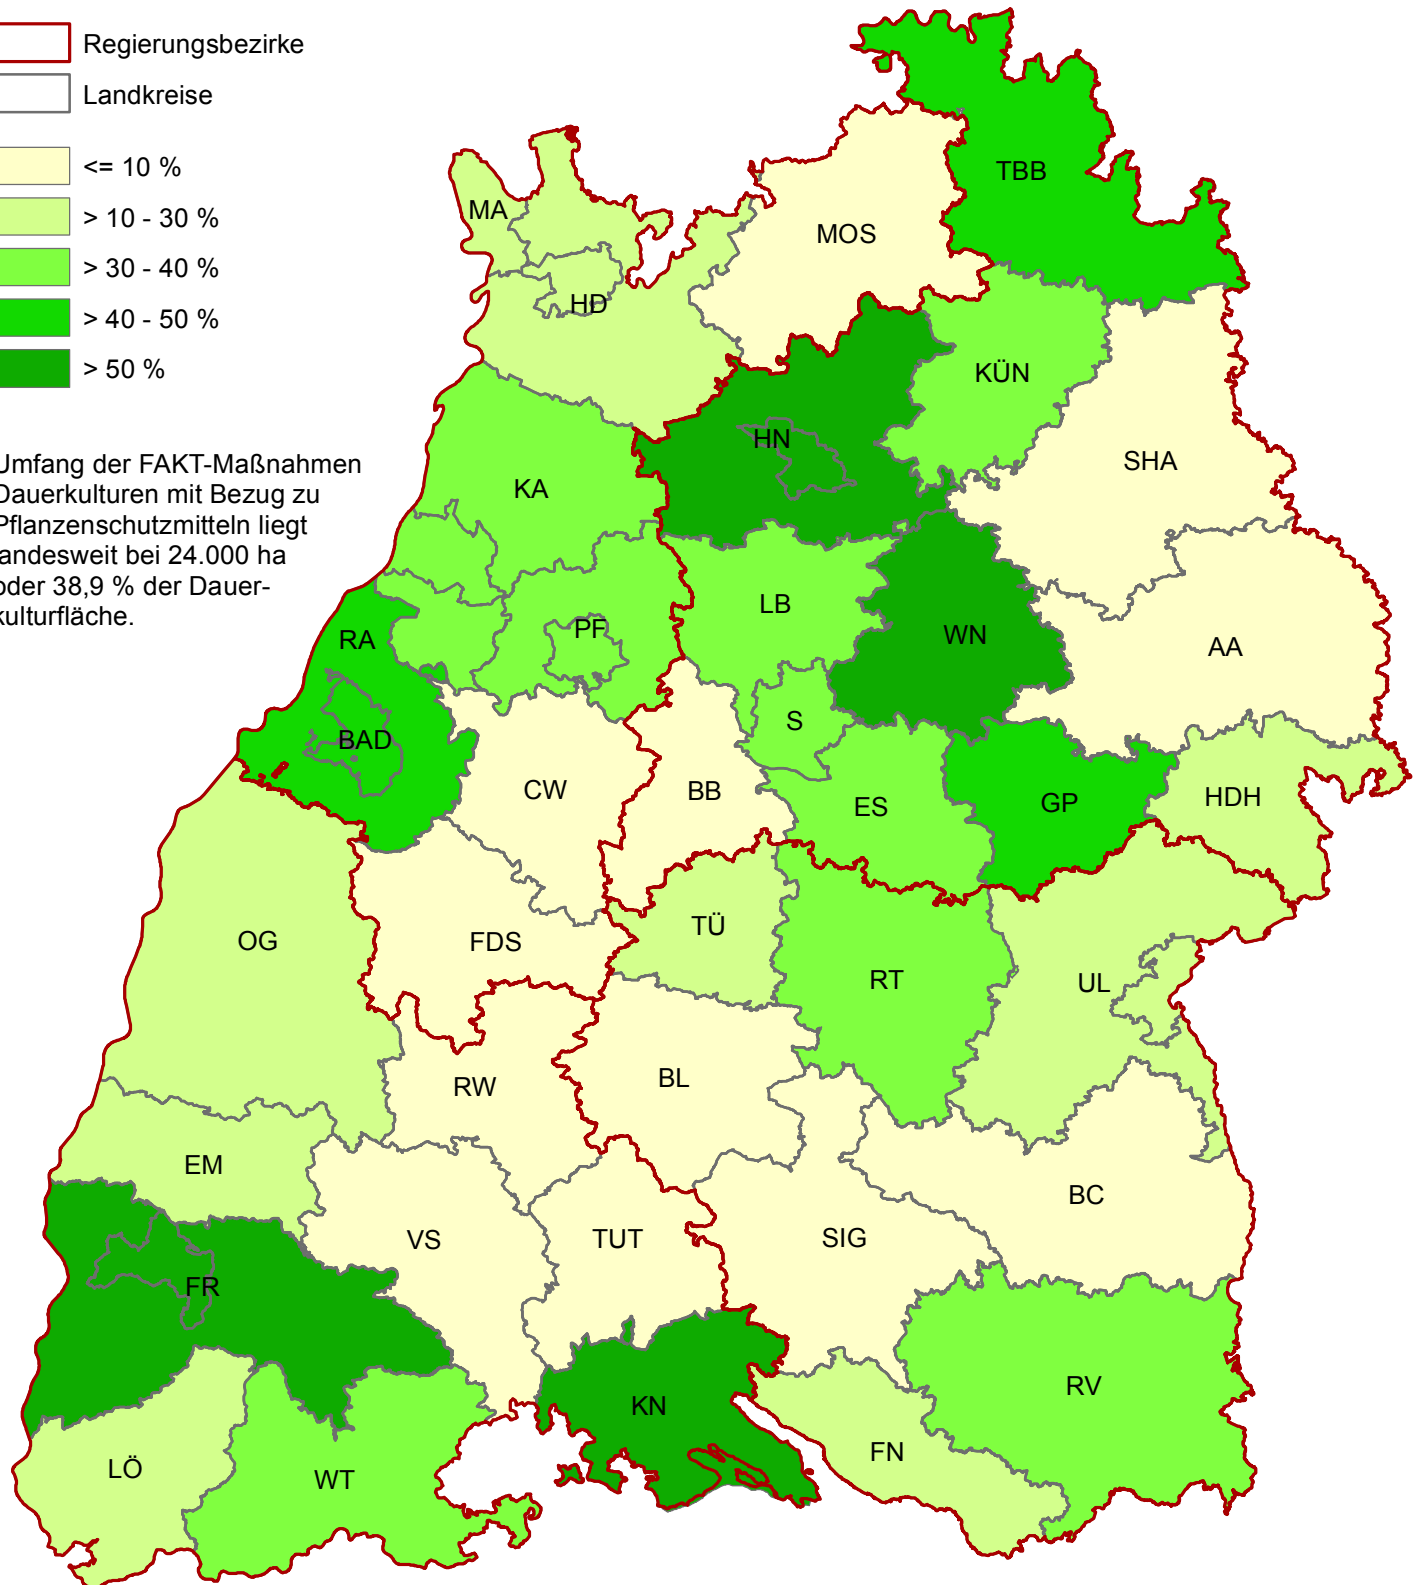 Regierungsbezirke
Landkreise
<= 10 %
> 10 - 30 %
> 30 - 40 %
> 40 - 50 %
> 50 %
Umfang der FAKT-Maßnahmen
Dauerkulturen mit Bezug zu
Pflanzenschutzmitteln liegt
landesweit bei 24.000 ha
oder 38,9 % der Dauer-
kulturfläche.
TBB
MA
MOS
HD
KÜN
HN
SHA
KA
LB
PF
WN
RA
AA
S
BAD
CW
BB
ES
GP
HDH
TÜ
OG
FDS
RT
UL
BL
RW
EM
BC
VS
TUT
SIG
FR
RV
KN
FN
LÖ
WT